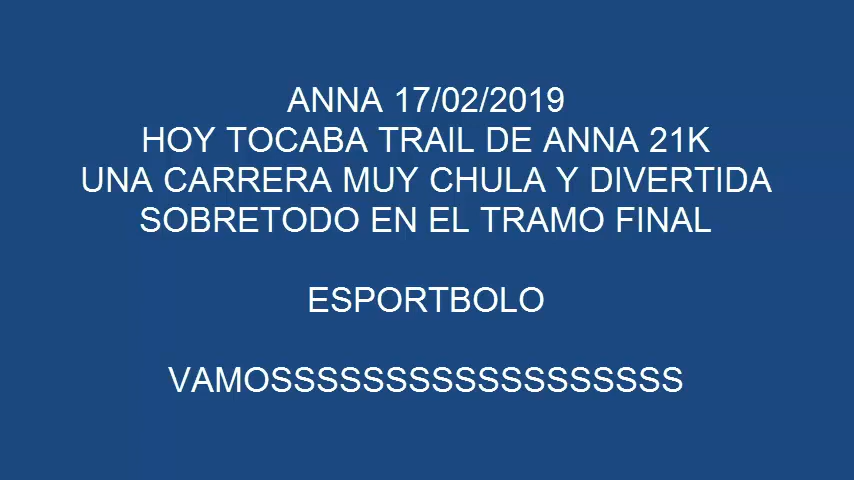 ANNA 17/02/2019
HOY TOCABA TRAIL DE ANNA 21K
UNA CARRERA MUY CHULA Y DIVERTIDA
SOBRETODO EN EL TRAMO FINAL
ESPORTBOLO
VAMOSSSSSSSSSSSSSSSSSS